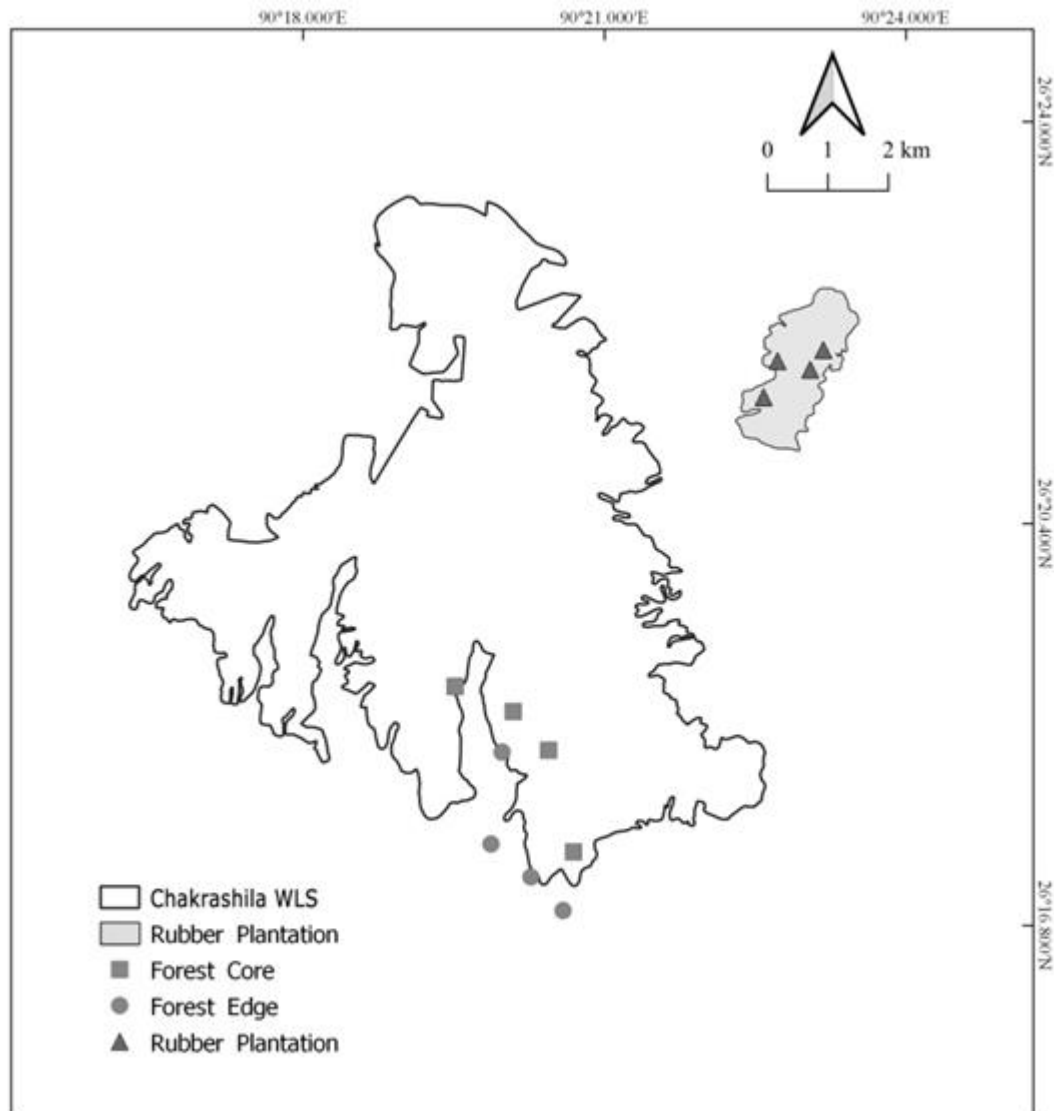 90°18.000'E 90°21.000'E 90°24.000'E
26°24.000'N
0 1 2 km
26°20.400'N
26°16.800'N
Chakrashila WLS
Rubber Plantation
Forest Core
Forest Edge
Rubber Plantation